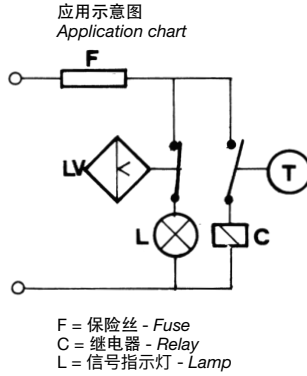 应用示意图
Application chart
F
LV
T
L
C
F = 保险丝 - Fuse
C = 继电器 - Relay
L = 信号指示灯 - Lamp